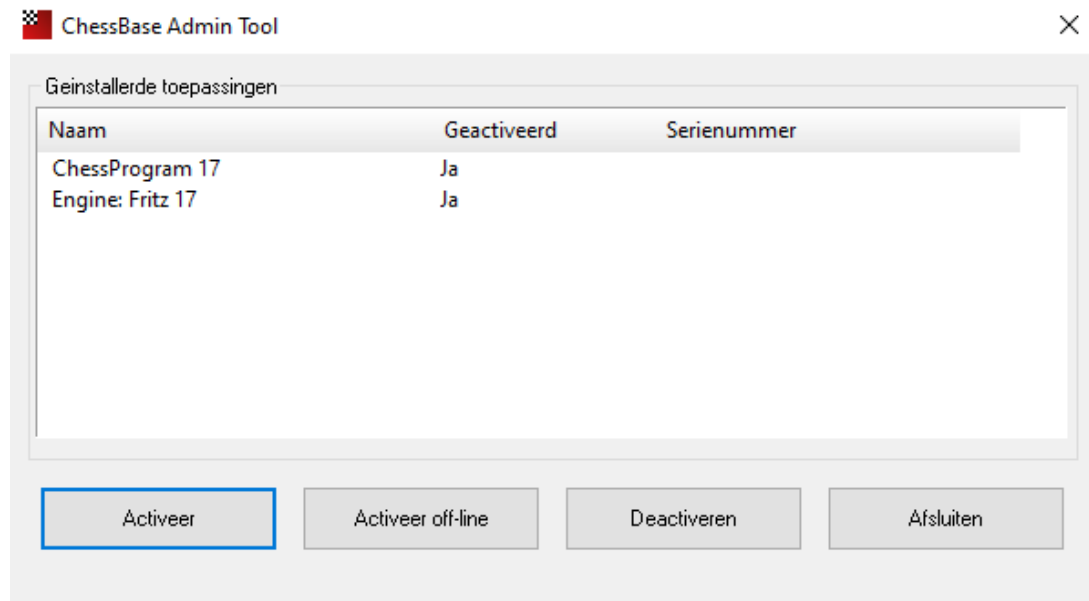 ChessBase Admin Tool
Geinstallerde toepassingen
Naam Geactiveerd Serienummer
ChessProgram 17 Ja
Engine: Fritz 17 Ja
Activeer Activeer off-line Deactiveren Afsluiten